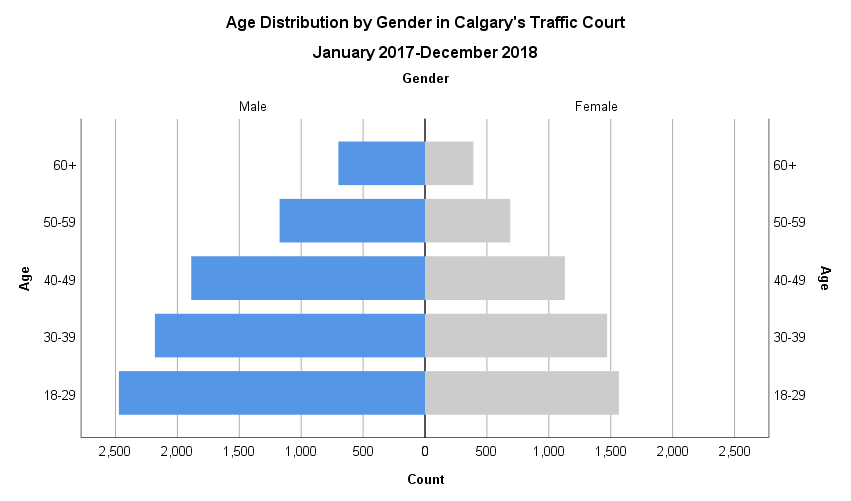 Age Distribution by Gender in Calgary's Traffic Court
January 2017-December 2018
Gender
Male Female
60+ 60+
50-59 50-59
40-49 40-49
Age Age
30-39 30-39
18-29 18-29
2,500 2,000 1,500 1,000 500 0 500 1,000 1,500 2,000 2,500
Count